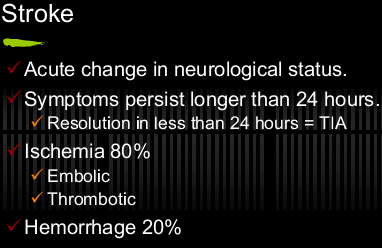 Stroke
Acute change in neurological status.
Symptoms persist longer than 24 hours.
Resolution in less than 24 hours = TIA
Ischemia 80%
Embolic
Thrombotic
Hemorrhage 20%